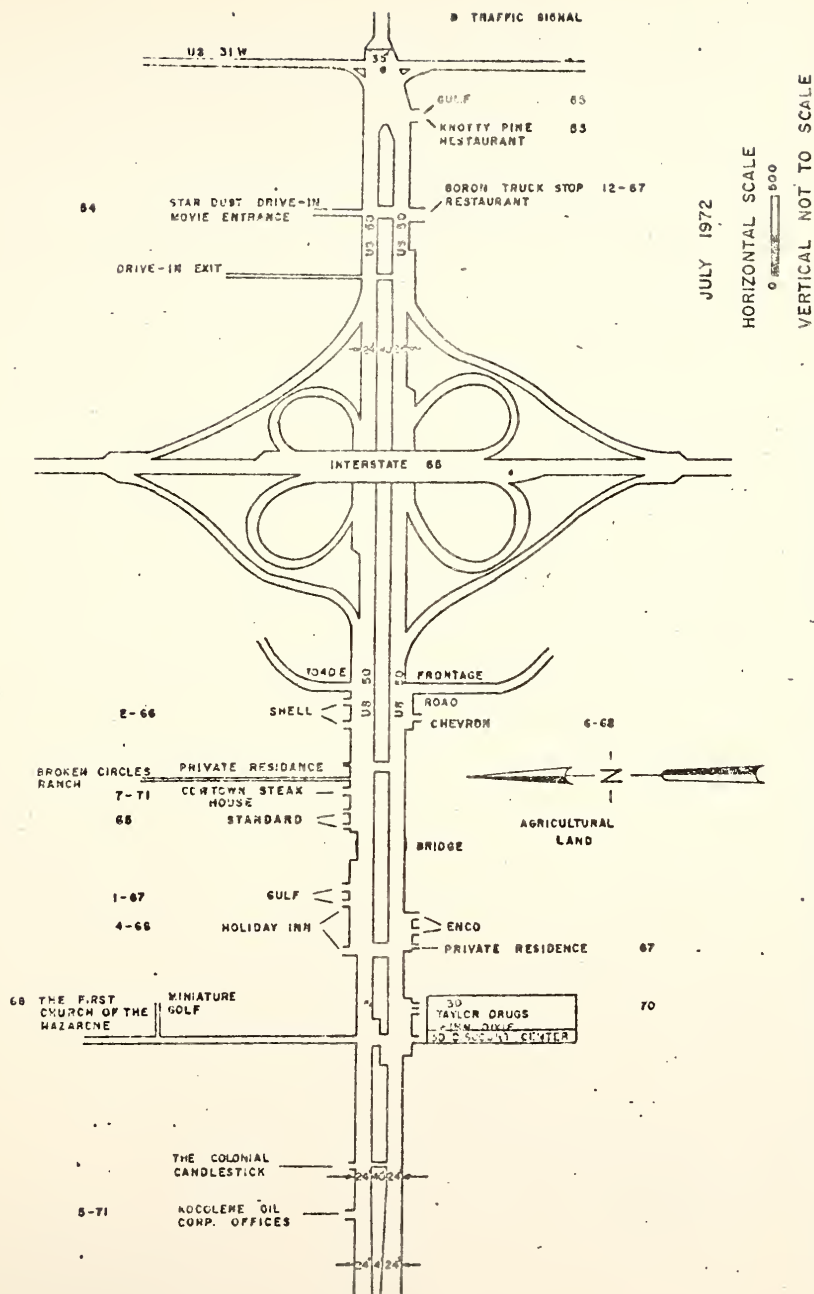 TRAFFIC SIGNAL
US 31W
35'
GULF 65
KNOTTY PINE 63
RESTAURANT
BORON TRUCK STOP 12-67
RESTAURANT
64 STAR DUST DRIVE-IN
MOVIE ENTRANCE
US 50
US 50
DRIVE-IN EXIT
JULY 1972
HORIZONTAL SCALE
0 500
VERTICAL NOT TO SCALE
INTERSTATE 65
FRONTAGE
ROAD
US 50
US 50
2-66 SHELL
CHEVRON 6-68
PRIVATE RESIDANCE
BROKEN CIRCLES
RANCH
7-71 STEAK
HOUSE
65 STANDARD
N
AGRICULTURAL
LAND
BRIDGE
1-67 GULF
4-66 HOLIDAY INN
ENCO
PRIVATE RESIDENCE 67
68 THE FIRST
CHURCH OF THE
NAZARENE
MINIATURE
GOLF
TAYLOR DRUGS
70
CENTER
THE COLONIAL
CANDLESTICK
24' 40' 24'
5-71 KOCOLENE OIL
CORP. OFFICES
24' 4' 24'